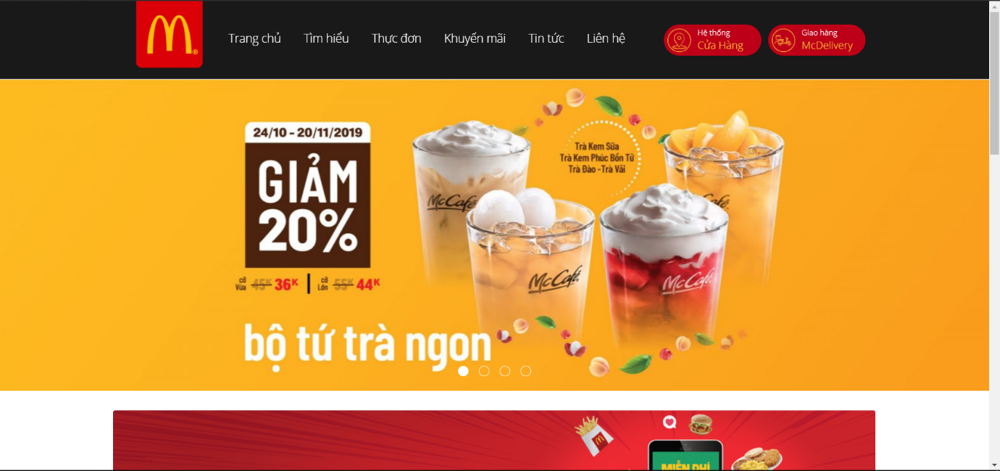 Trang chủ
Tìm hiểu
Thực đơn
Khuyến mãi
Tin tức
Liên hệ
Hệ thống
Cửa Hàng
Giao hàng
McDelivery
24/10 - 20/11/2019
GIẢM
20%
cỡ
Vừa
45K 36K
cỡ
Lớn
55K 44K
Trà Kem Sữa
Trà Kem Phúc Bồn Tử
Trà Đào - Trà Vải
McCafé
McCafé
McCafé
bộ tứ trà ngon
MIỄN PHÍ